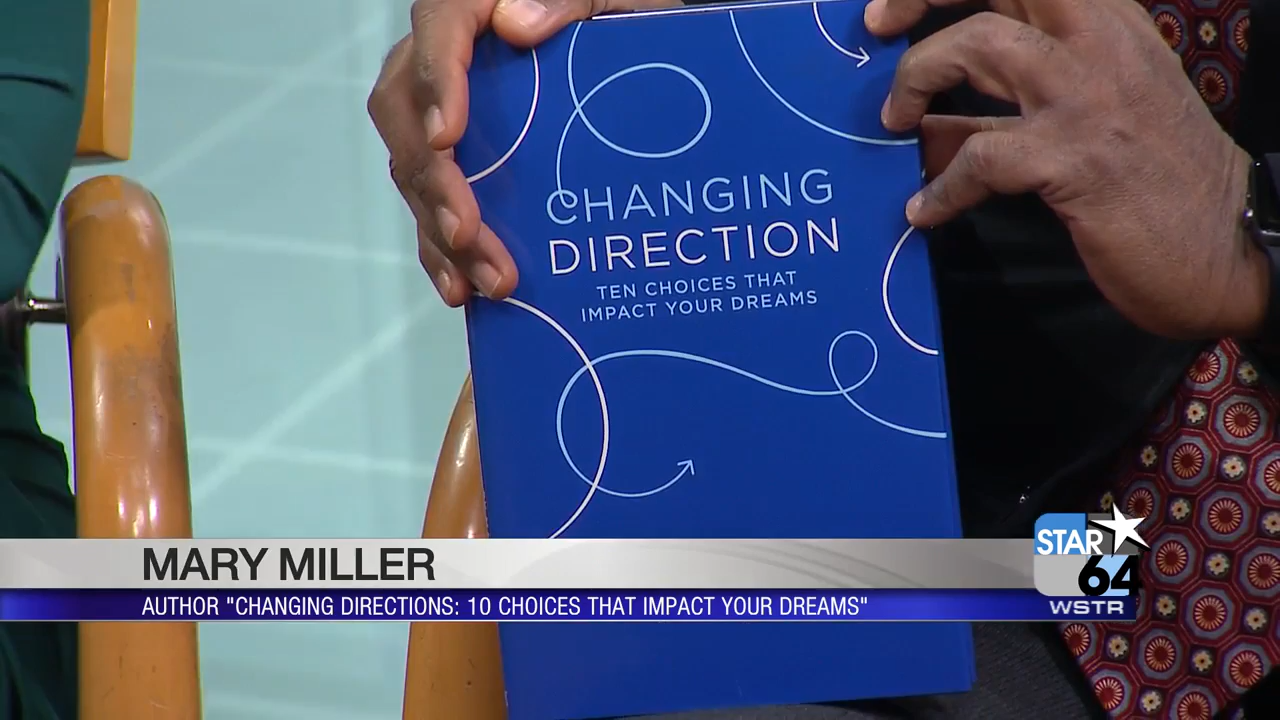 CHANGING
DIRECTION
TEN CHOICES THAT
IMPACT YOUR DREAMS
MARY MILLER
AUTHOR "CHANGING DIRECTIONS: 10 CHOICES THAT IMPACT YOUR DREAMS"
STAR
64
WSTR